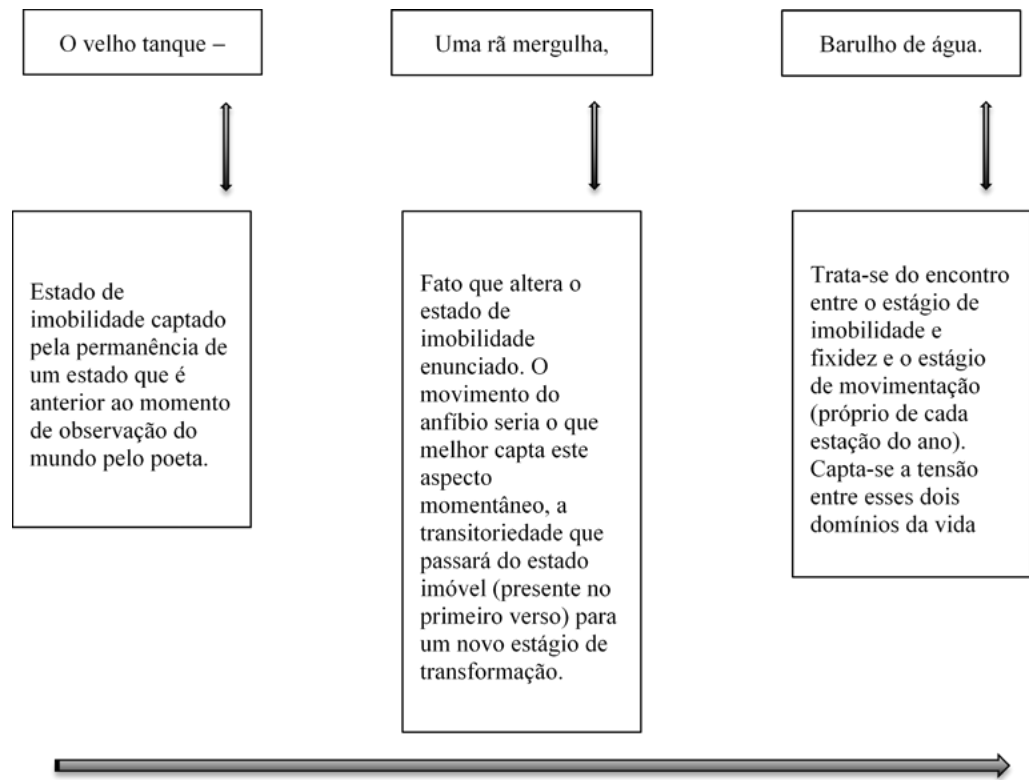 O velho tanque –
Uma rã mergulha,
Barulho de água.
Estado de
imobilidade captado
pela permanência de
um estado que é
anterior ao momento
de observação do
mundo pelo poeta.
Fato que altera o
estado de
imobilidade
enunciado. O
movimento do
anfíbio seria o que
melhor capta este
aspecto
momentâneo, a
transitoriedade que
passará do estado
imóvel (presente no
primeiro verso) para
um novo estágio de
transformação.
Trata-se do encontro
entre o estágio de
imobilidade e
fixidez e o estágio
de movimentação
(próprio de cada
estação do ano).
Capta-se a tensão
entre esses dois
domínios da vida